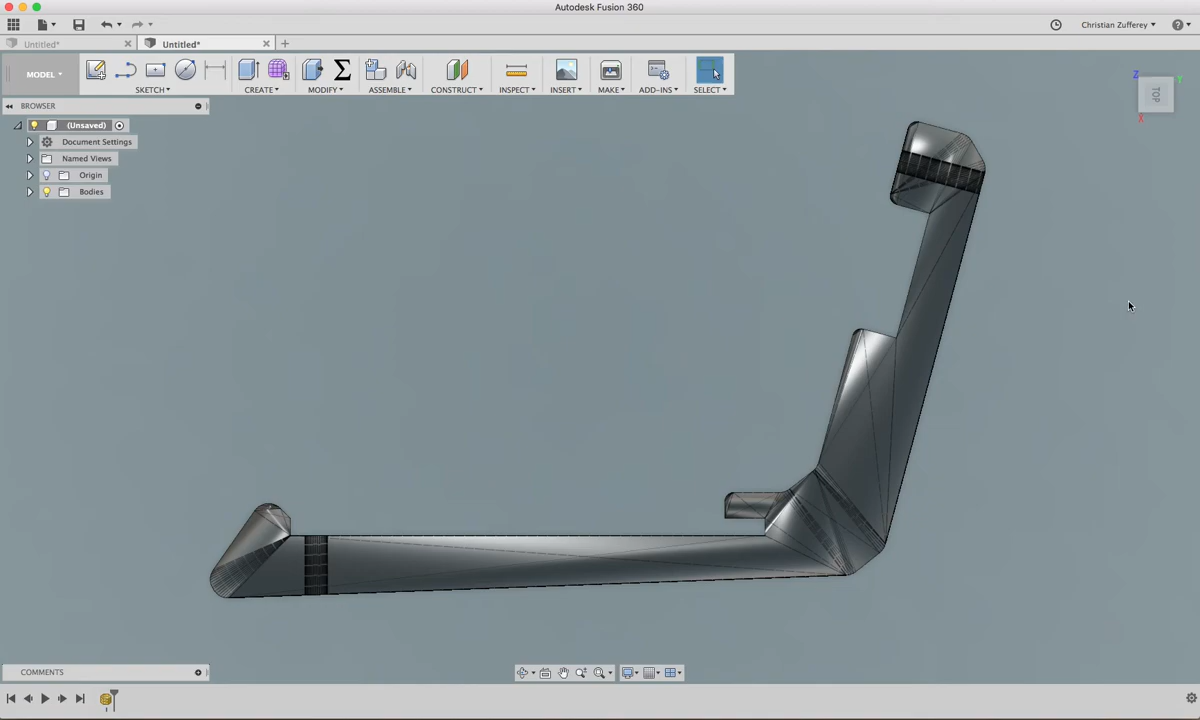 Autodesk Fusion 360
Christian Zufferey
Untitled*
Untitled*
MODEL
SKETCH
CREATE
MODIFY
ASSEMBLE
CONSTRUCT
INSPECT
INSERT
MAKE
ADD-INS
SELECT
BROWSER
(Unsaved)
Document Settings
Named Views
Origin
Bodies
Z
Y
TOP
X
COMMENTS